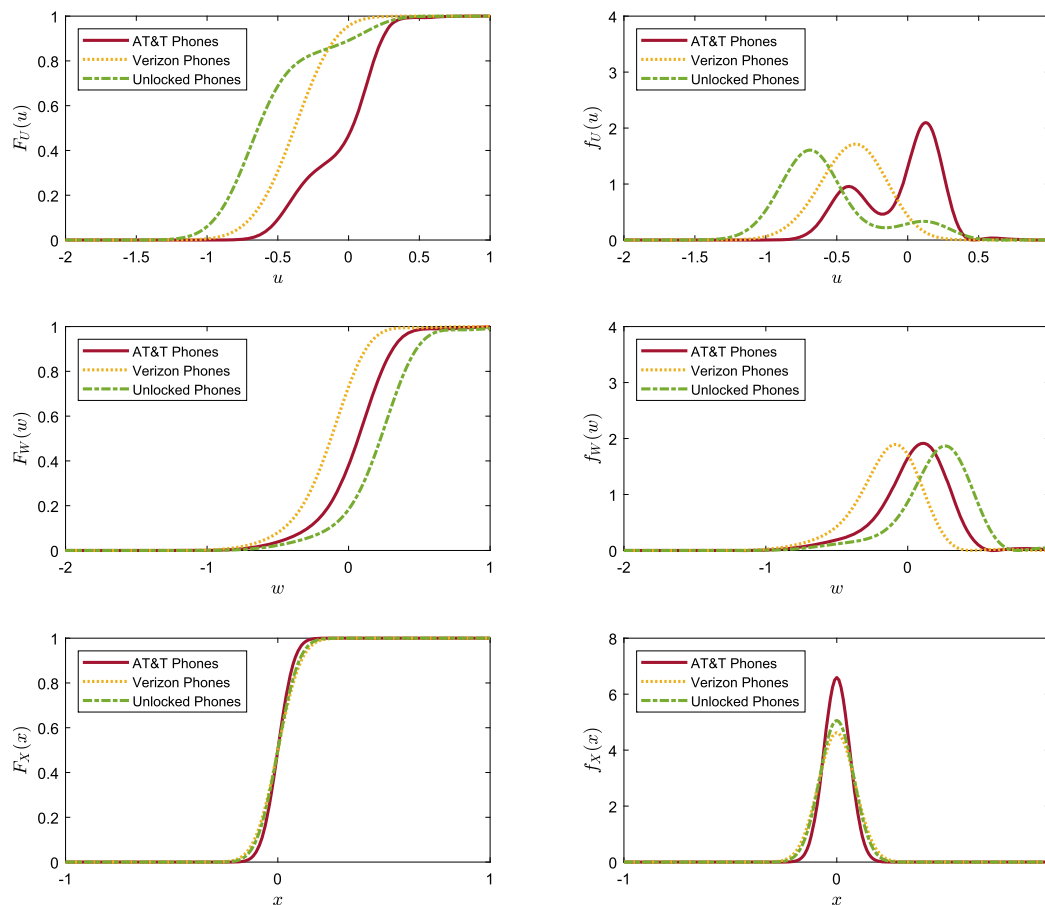 1
0.8
0.6
0.4
0.2
0
F_U(u)
AT&T Phones
Verizon Phones
Unlocked Phones
-2 -1.5 -1 -0.5 0 0.5 1
u
4
3
2
1
0
f_U(u)
AT&T Phones
Verizon Phones
Unlocked Phones
-2 -1.5 -1 -0.5 0 0.5
u
1
0.8
0.6
0.4
0.2
0
F_W(w)
AT&T Phones
Verizon Phones
Unlocked Phones
-2 -1 0 1
w
4
3
2
1
0
f_W(w)
AT&T Phones
Verizon Phones
Unlocked Phones
-2 -1 0
w
1
0.8
0.6
0.4
0.2
0
F_X(x)
AT&T Phones
Verizon Phones
Unlocked Phones
-1 0 1
x
8
6
4
2
0
f_X(x)
AT&T Phones
Verizon Phones
Unlocked Phones
-1 0
x